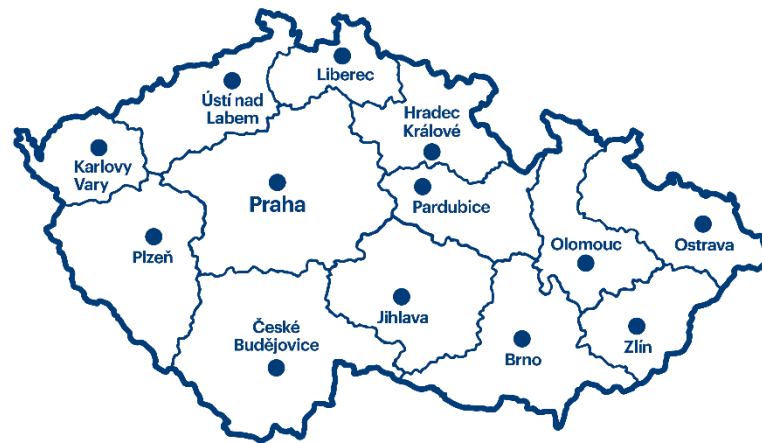 Liberec
Ústí nad
Labem
Hradec
Králové
Karlovy
Vary
Praha
Pardubice
Plzeň
Olomouc
Ostrava
Jihlava
České
Budějovice
Brno
Zlín